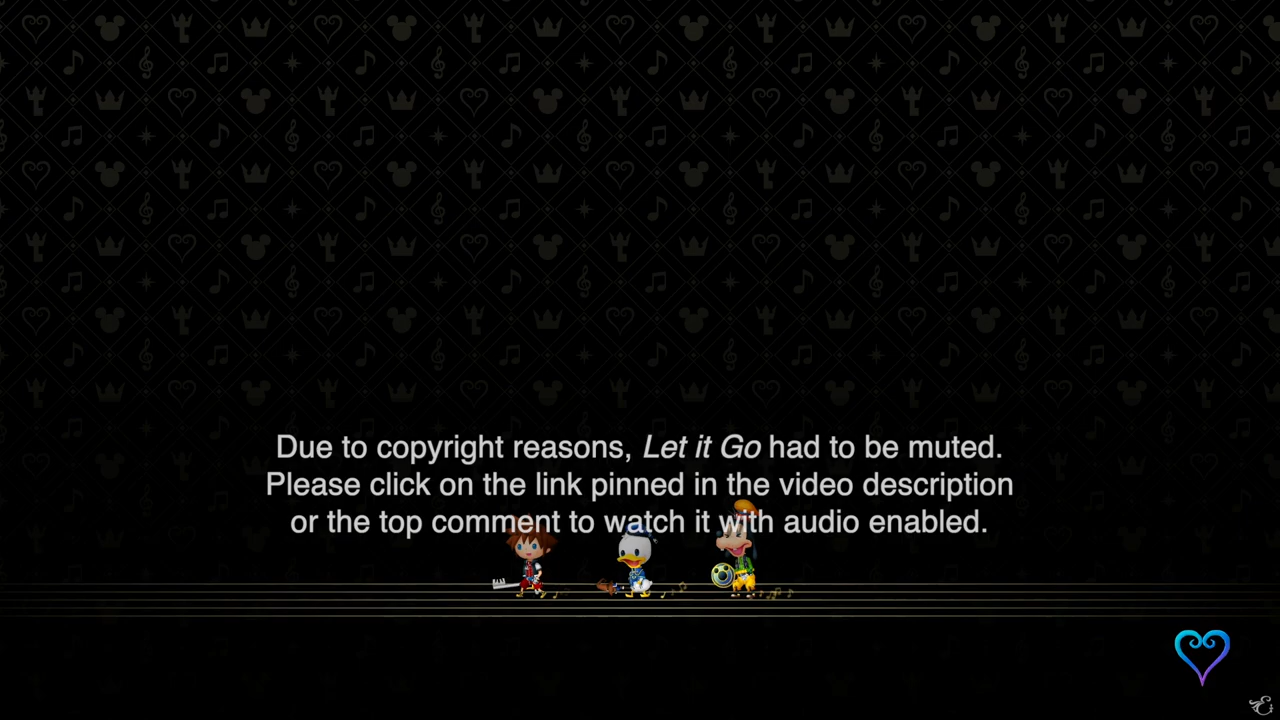 Due to copyright reasons, Let it Go had to be muted.
Please click on the link pinned in the video description
or the top comment to watch it with audio enabled.